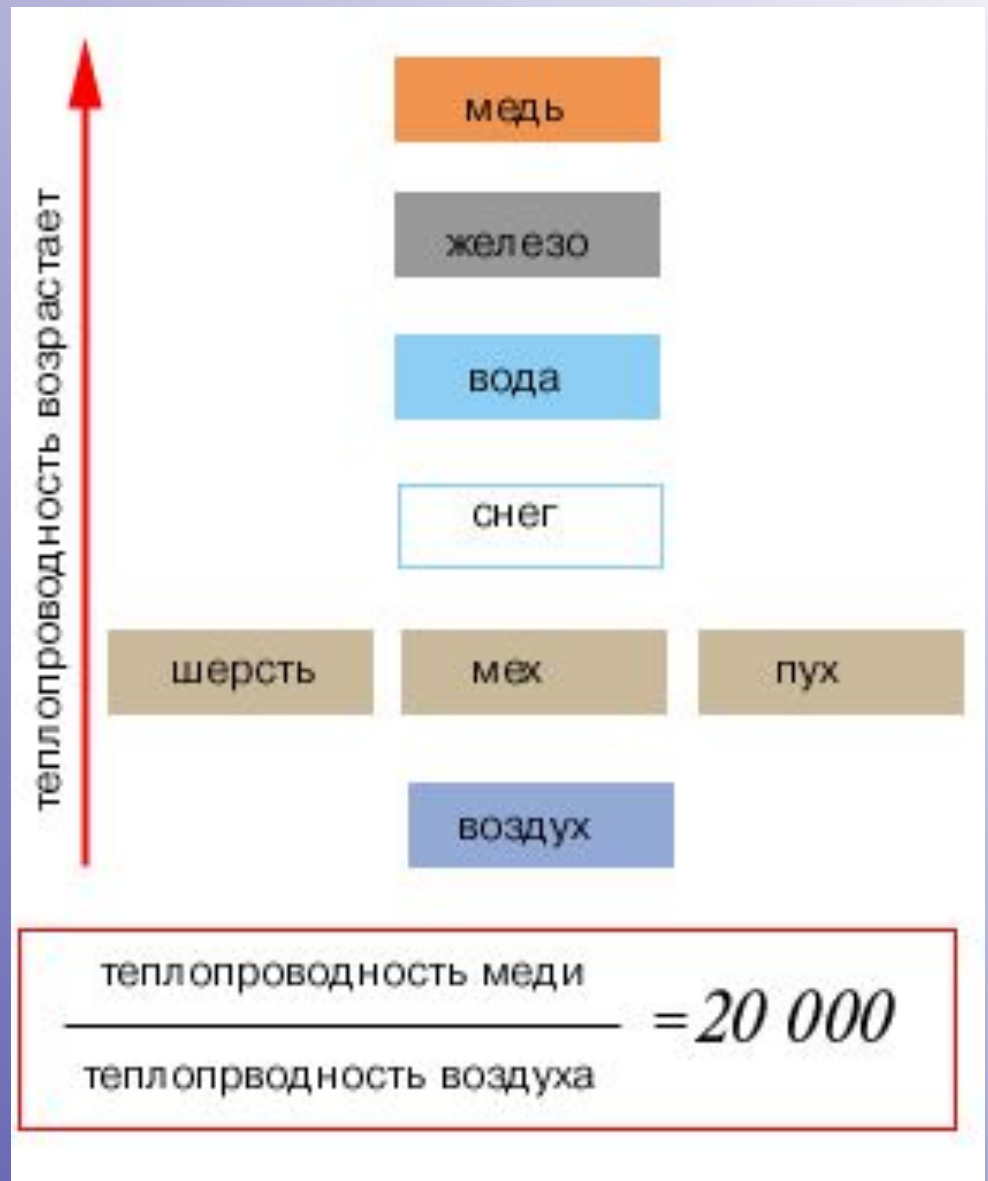 теплопроводность возрастает
медь
железо
вода
снег
шерсть мех пух
воздух
теплопроводность меди
= 20 000
теплопрводность воздуха